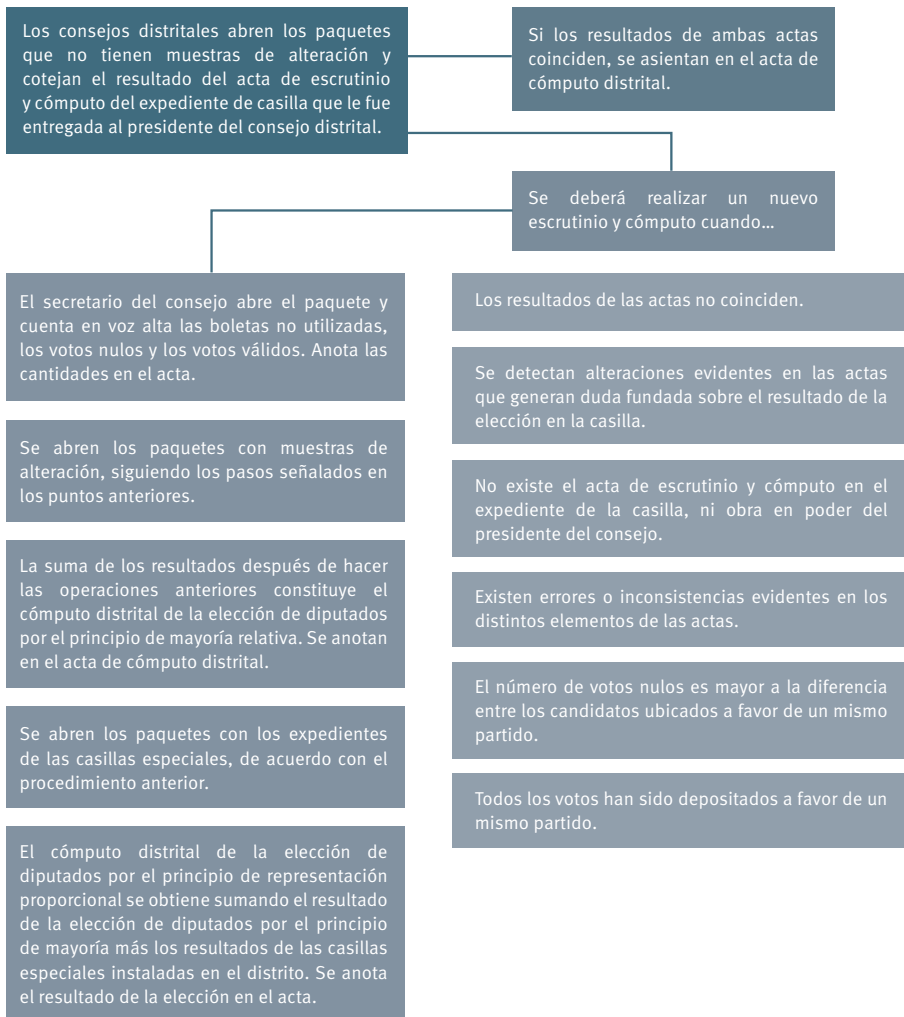 Los consejos distritales abren los paquetes
que no tienen muestras de alteración y
cotejan el resultado del acta de escrutinio
y cómputo del expediente de casilla que le fue
entregada al presidente del consejo distrital.
Si los resultados de ambas actas
coinciden, se asientan en el acta de
cómputo distrital.
Se deberá realizar un nuevo
escrutinio y cómputo cuando...
El secretario del consejo abre el paquete y
cuenta en voz alta las boletas no utilizadas,
los votos nulos y los votos válidos. Anota las
cantidades en el acta.
Se abren los paquetes con muestras de
alteración, siguiendo los pasos señalados en
los puntos anteriores.
La suma de los resultados después de hacer
las operaciones anteriores constituye el
cómputo distrital de la elección de diputados
por el principio de mayoría relativa. Se anotan
en el acta de cómputo distrital.
Se abren los paquetes con los expedientes
de las casillas especiales, de acuerdo con el
procedimiento anterior.
El cómputo distrital de la elección de
diputados por el principio de representación
proporcional se obtiene sumando el resultado
de la elección de diputados por el principio
de mayoría más los resultados de las casillas
especiales instaladas en el distrito. Se anota
el resultado de la elección en el acta.
Los resultados de las actas no coinciden.
Se detectan alteraciones evidentes en las actas
que generan duda fundada sobre el resultado de la
elección en la casilla.
No existe el acta de escrutinio y cómputo en el
expediente de la casilla, ni obra en poder del
presidente del consejo.
Existen errores o inconsistencias evidentes en los
distintos elementos de las actas.
El número de votos nulos es mayor a la diferencia
entre los candidatos ubicados a favor de un mismo
partido.
Todos los votos han sido depositados a favor de un
mismo partido.